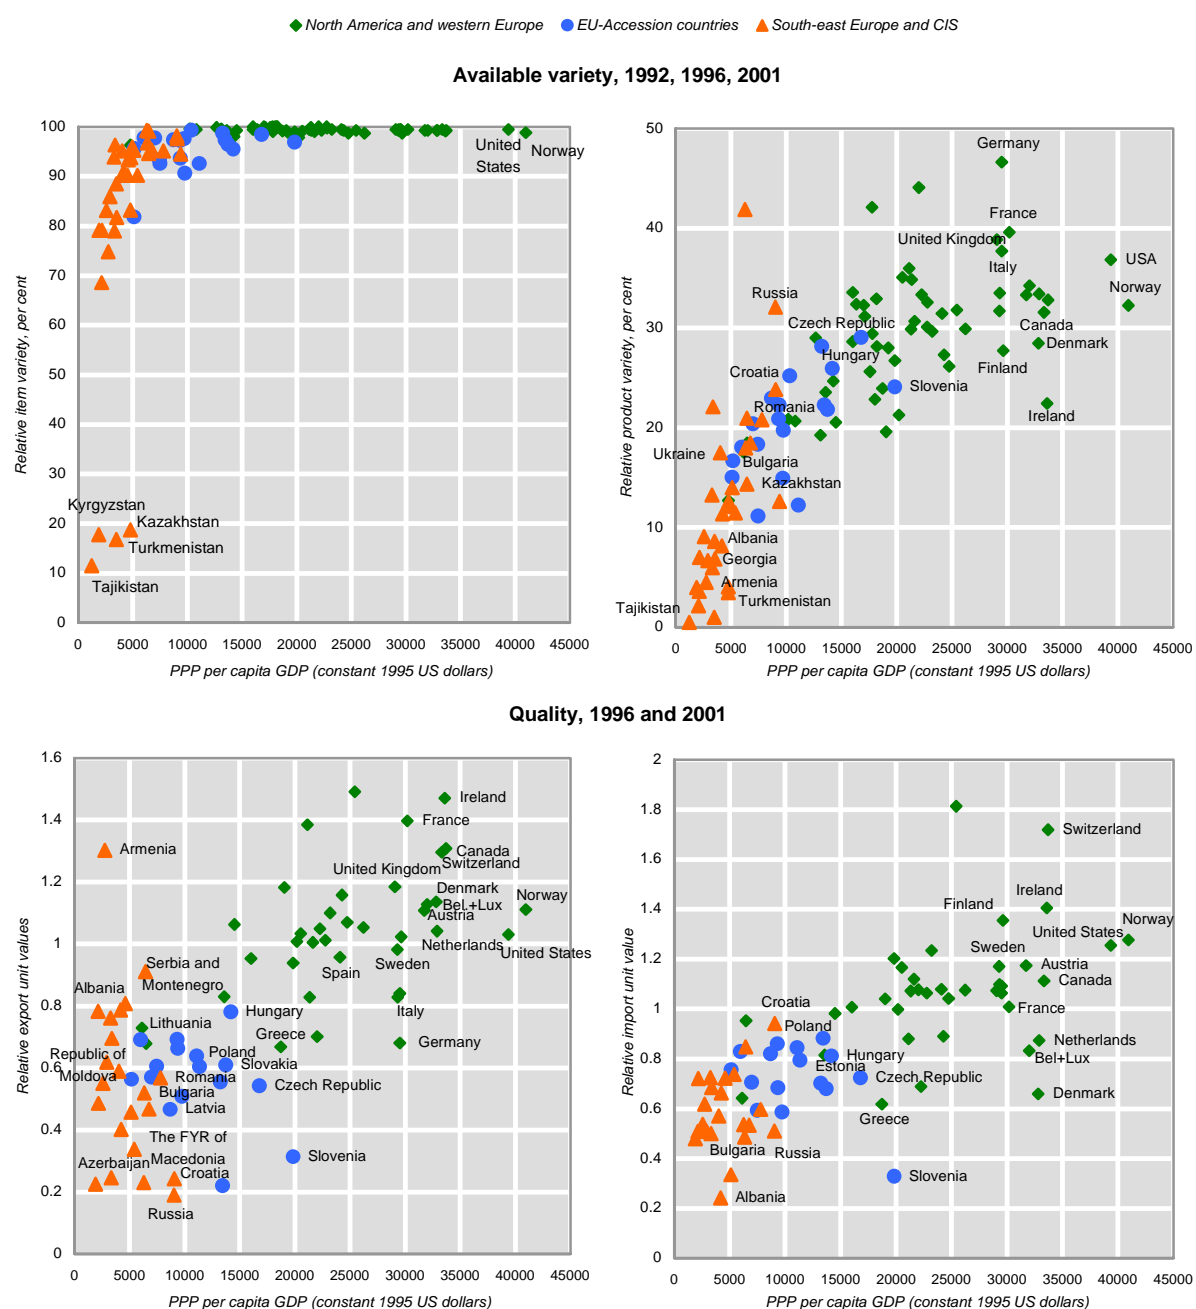 North America and western Europe EU-Accession countries South-east Europe and CIS
Available variety, 1992, 1996, 2001
Relative item variety, per cent
100
90
80
70
60
50
40
30
20
10
0
United
States
Norway
Kyrgyzstan
Kazakhstan
Turkmenistan
Tajikistan
0 5000 10000 15000 20000 25000 30000 35000 40000 45000
PPP per capita GDP (constant 1995 US dollars)
Relative product variety, per cent
50
40
30
20
10
0
Germany
France
United Kingdom
Italy
USA
Norway
Russia
Czech Republic
Canada
Denmark
Hungary
Finland
Croatia
Slovenia
Romania
Ireland
Ukraine
Bulgaria
Kazakhstan
Albania
Georgia
Armenia
Turkmenistan
Tajikistan
0 5000 10000 15000 20000 25000 30000 35000 40000 45000
PPP per capita GDP (constant 1995 US dollars)
Quality, 1996 and 2001
Relative export unit values
1.6
1.4
1.2
1
0.8
0.6
0.4
0.2
0
Ireland
France
Armenia
Canada
Switzerland
United Kingdom
Denmark
Norway
Bel.+Lux
Austria
Netherlands
United States
Serbia and
Montenegro
Spain
Sweden
Albania
Lithuania
Hungary
Italy
Greece
Germany
Republic of
Moldova
Poland
Slovakia
Romania
Czech Republic
Bulgaria
Latvia
The FYR of
Macedonia
Azerbaijan
Croatia
Slovenia
Russia
0 5000 10000 15000 20000 25000 30000 35000 40000 45000
PPP per capita GDP (constant 1995 US dollars)
Relative import unit value
2
1.8
1.6
1.4
1.2
1
0.8
0.6
0.4
0.2
0
Switzerland
Ireland
Finland
Norway
United States
Sweden
Austria
Canada
Croatia
France
Poland
Netherlands
Hungary
Bel+Lux
Estonia
Czech Republic
Denmark
Greece
Bulgaria
Russia
Slovenia
Albania
0 5000 10000 15000 20000 25000 30000 35000 40000 45000
PPP per capita GDP (constant 1995 US dollars)